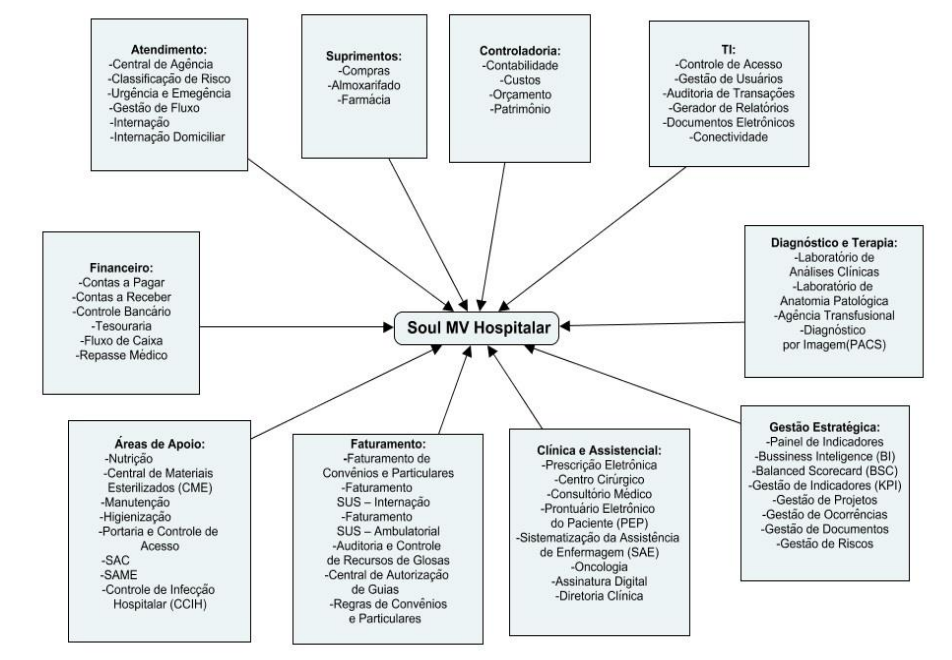 Atendimento:
-Central de Agência
-Classificação de Risco
-Urgência e Emegência
-Gestão de Fluxo
-Internação
-Internação Domiciliar
Suprimentos:
-Compras
-Almoxarifado
-Farmácia
Controladoria:
-Contabilidade
-Custos
-Orçamento
-Património
TI:
-Controle de Acesso
-Gestão de Usuários
-Auditoria de Transações
-Gerador de Relatórios
-Documentos Eletrônicos
-Conectividade
Financeiro:
-Contas a Pagar
-Contas a Receber
-Controle Bancário
-Tesouraria
-Fluxo de Caixa
-Repasse Médico
Soul MV Hospitalar
Diagnóstico e Terapia:
-Laboratório de
Análises Clínicas
-Laboratório de
Anatomia Patológica
-Agência Transfusional
-Diagnóstico
por Imagem(PACS)
Áreas de Apoio:
-Nutrição
-Central de Materiais
Esterilizados (CME)
-Manutenção
-Higienização
-Portaria e Controle de
Acesso
-SAC
-SAME
-Controle de Infecção
Hospitalar (CCIH)
Faturamento:
-Faturamento de
Convênios e Particulares
-Faturamento
SUS – Internação
-Faturamento
SUS – Ambulatorial
-Auditoria e Controle
de Recursos de Glosas
-Central de Autorização
de Guias
-Regras de Convênios
e Particulares
Clínica e Assistencial:
-Prescrição Eletrônica
-Centro Cirúrgico
-Consultório Médico
-Prontuário Eletrônico
do Paciente (PEP)
-Sistematização da Assistência
de Enfermagem (SAE)
-Oncologia
-Assinatura Digital
-Diretoria Clínica
Gestão Estratégica:
-Painel de Indicadores
-Bussiness Inteligence (BI)
-Balanced Scorecard (BSC)
-Gestão de Indicadores (KPI)
-Gestão de Projetos
-Gestão de Ocorrências
-Gestão de Documentos
-Gestão de Riscos